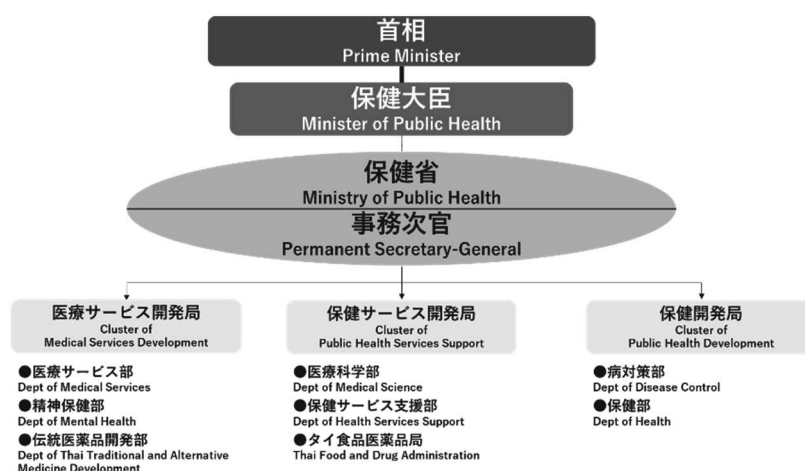 首相
Prime Minister
保健大臣
Minister of Public Health
保健省
Ministry of Public Health
事務次官
Permanent Secretary-General
医療サービス開発局
Cluster of
Medical Services Development
●医療サービス部
Dept of Medical Services
●精神保健部
Dept of Mental Health
●伝統医薬品開発部
Dept of Thai Traditional and Alternative
Medicine Development
保健サービス開発局
Cluster of
Public Health Services Support
●医療科学部
Dept of Medical Science
●保健サービス支援部
Dept of Health Services Support
●タイ食品医薬品局
Thai Food and Drug Administration
保健開発局
Cluster of
Public Health Development
●病対策部
Dept of Disease Control
●保健部
Dept of Health